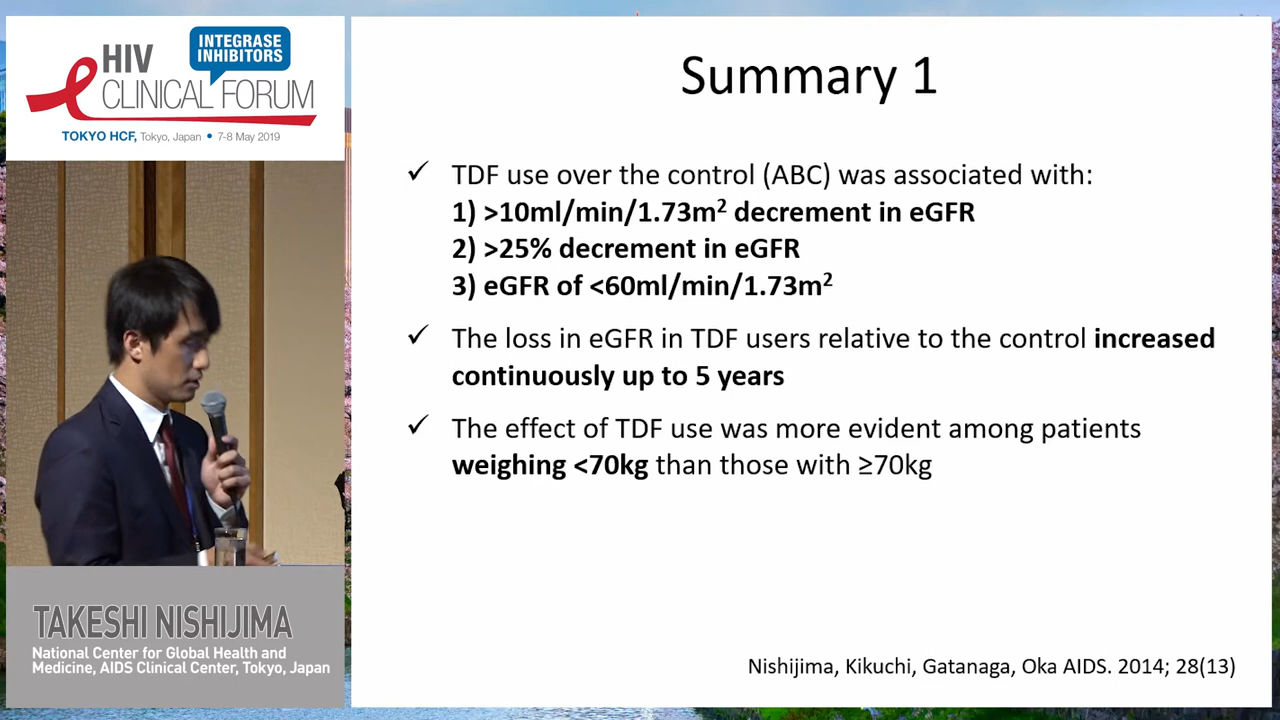 HIV
INTEGRASE
INHIBITORS
CLINICAL FORUM
TOKYO HCF, Tokyo, Japan • 7-8 May 2019
TAKESHI NISHIJIMA
National Center for Global Health and
Medicine, AIDS Clinical Center, Tokyo, Japan
Summary 1
✓ TDF use over the control (ABC) was associated with:
1) >10ml/min/1.73m² decrement in eGFR
2) >25% decrement in eGFR
3) eGFR of <60ml/min/1.73m²
✓ The loss in eGFR in TDF users relative to the control increased
continuously up to 5 years
✓ The effect of TDF use was more evident among patients
weighing <70kg than those with ≥70kg
Nishijima, Kikuchi, Gatanaga, Oka AIDS. 2014; 28(13)